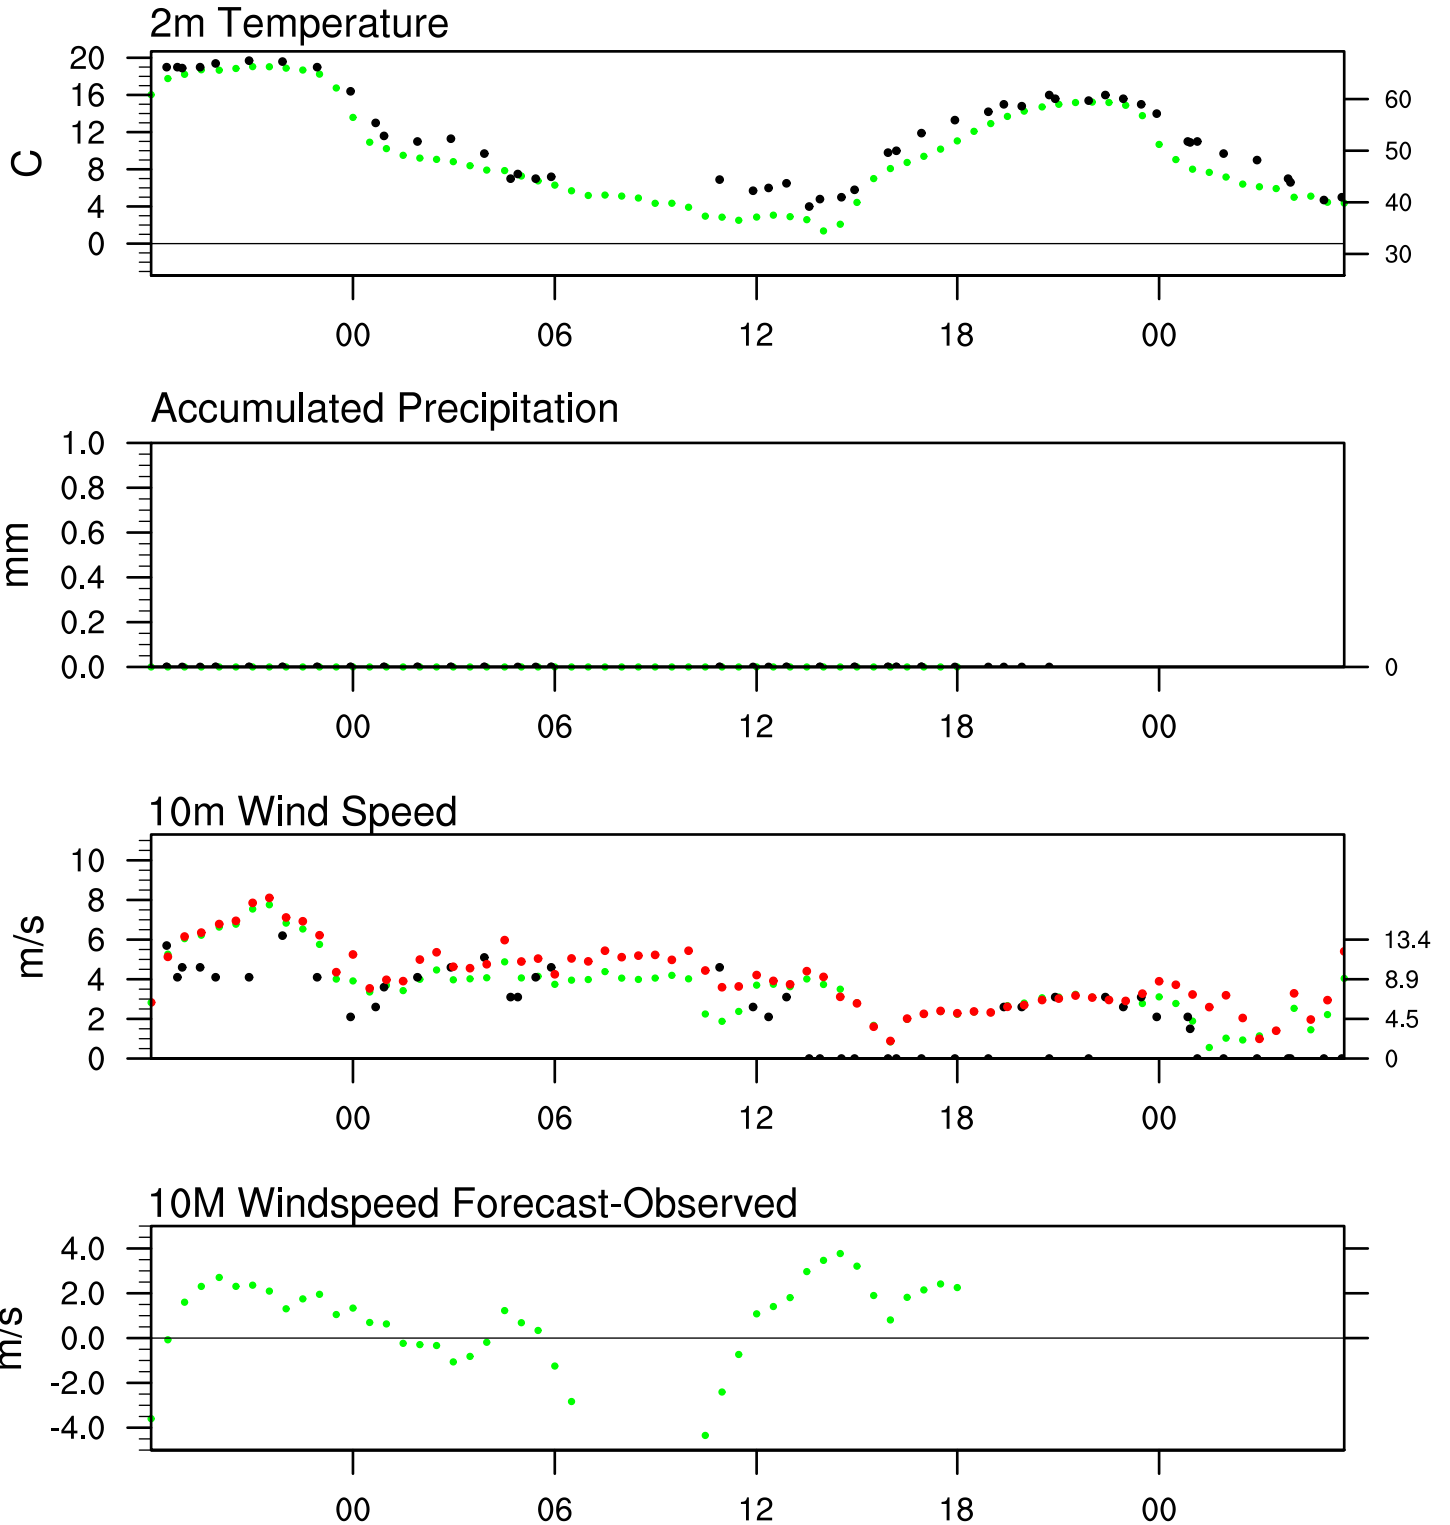 2m Temperature
20
16
12
8
4
0
C
60
50
40
30
00 06 12 18 00
Accumulated Precipitation
1.0
0.8
0.6
0.4
0.2
0.0
mm
0
00 06 12 18 00
10m Wind Speed
10
8
6
4
2
0
m/s
13.4
8.9
4.5
0
00 06 12 18 00
10M Windspeed Forecast-Observed
4.0
2.0
0.0
-2.0
-4.0
m/s
00 06 12 18 00